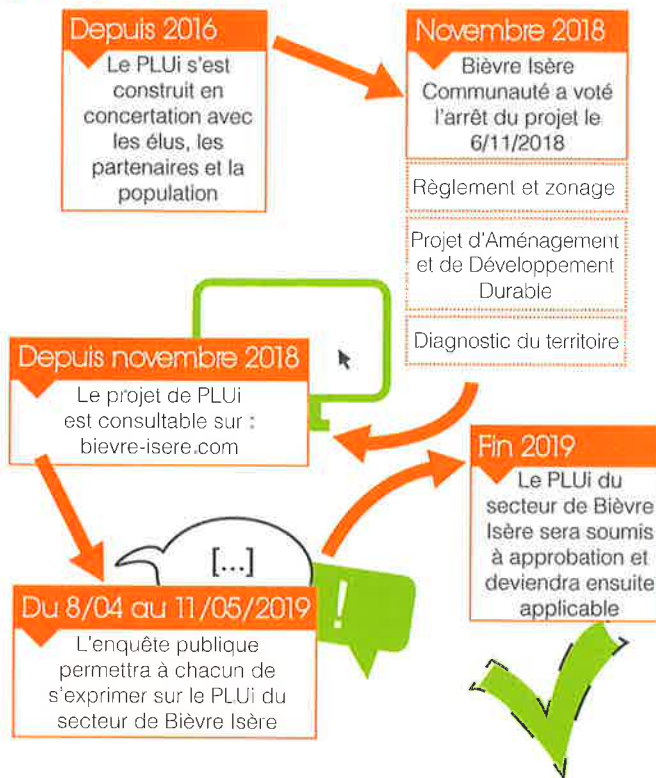 Depuis 2016
Le PLUi s'est
construit en
concertation avec
les élus, les
partenaires et la
population
Novembre 2018
Bièvre Isère
Communauté a voté
l'arrêt du projet le
6/11/2018
Règlement et zonage
Projet d'Aménagement
et de Développement
Durable
Diagnostic du territoire
Depuis novembre 2018
Le projet de PLUi
est consultable sur :
bievre-isere.com
[...]
!
Du 8/04 au 11/05/2019
L'enquête publique
permettra à chacun de
s'exprimer sur le PLUi du
secteur de Bièvre Isère
Fin 2019
Le PLUi du
secteur de Bièvre
Isère sera soumis
à approbation et
deviendra ensuite
applicable